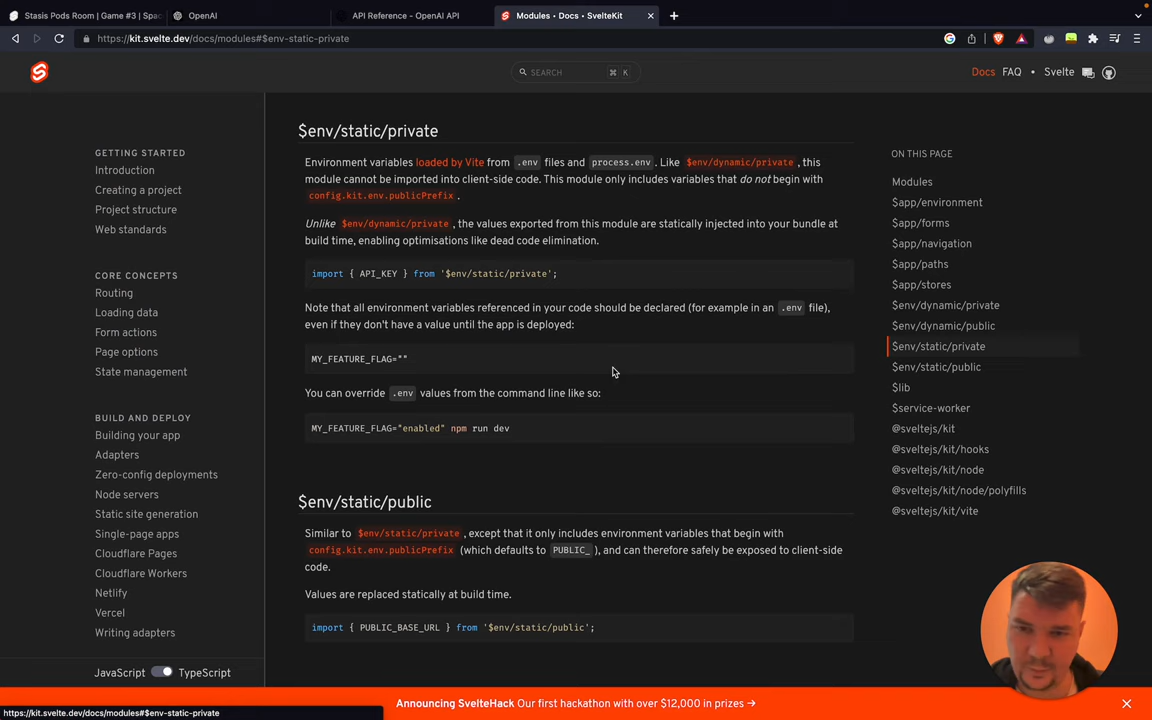 Stasis Pods Room | Game #3 | Spac
OpenAI
API Reference - OpenAI API
Modules • Docs • SvelteKit
https://kit.svelte.dev/docs/modules#$env-static-private
SEARCH ⌘ K
Docs FAQ • Svelte
GETTING STARTED
Introduction
Creating a project
Project structure
Web standards
CORE CONCEPTS
Routing
Loading data
Form actions
Page options
State management
BUILD AND DEPLOY
Building your app
Adapters
Zero-config deployments
Node servers
Static site generation
Single-page apps
Cloudflare Pages
Cloudflare Workers
Netlify
Vercel
Writing adapters
JavaScript TypeScript
$env/static/private
Environment variables loaded by Vite from .env files and process.env. Like $env/dynamic/private, this
module cannot be imported into client-side code. This module only includes variables that do not begin with
config.kit.env.publicPrefix.
Unlike $env/dynamic/private, the values exported from this module are statically injected into your bundle at
build time, enabling optimisations like dead code elimination.
import { API_KEY } from '$env/static/private';
Note that all environment variables referenced in your code should be declared (for example in an .env file),
even if they don't have a value until the app is deployed:
MY_FEATURE_FLAG=""
You can override .env values from the command line like so:
MY_FEATURE_FLAG="enabled" npm run dev
$env/static/public
Similar to $env/static/private, except that it only includes environment variables that begin with
config.kit.env.publicPrefix (which defaults to PUBLIC_), and can therefore safely be exposed to client-side
code.
Values are replaced statically at build time.
import { PUBLIC_BASE_URL } from '$env/static/public';
ON THIS PAGE
Modules
$app/environment
$app/forms
$app/navigation
$app/paths
$app/stores
$env/dynamic/private
$env/dynamic/public
$env/static/private
$env/static/public
$lib
$service-worker
@sveltejs/kit
@sveltejs/kit/hooks
@sveltejs/kit/node
@sveltejs/kit/node/polyfills
@sveltejs/kit/vite
Announcing SvelteHack Our first hackathon with over $12,000 in prizes →
https://kit.svelte.dev/docs/modules#$env-static-private